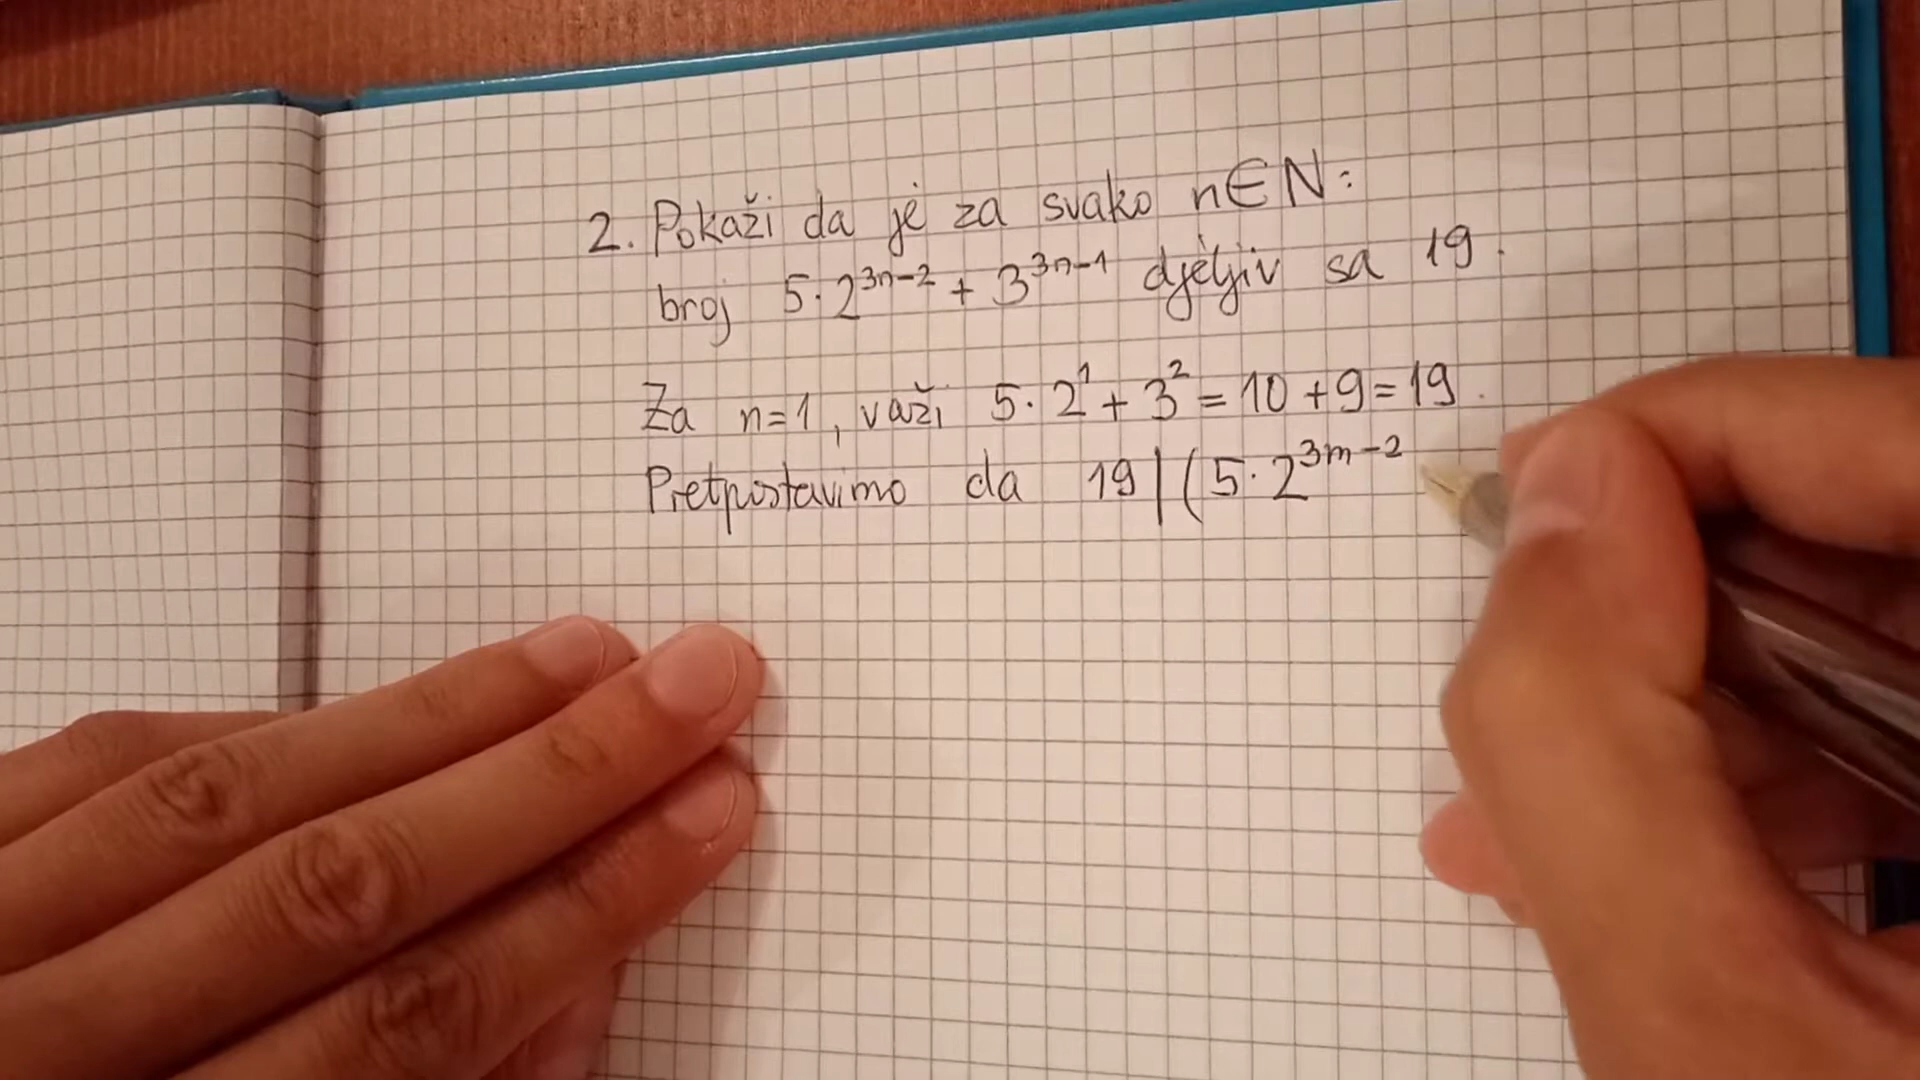 2. Pokaži da je za svako n∈N:
broj 5·2^{3n-2} + 3^{3n-1} djeljiv sa 19.
Za n=1, važi 5·2^1 + 3^2 = 10 + 9 = 19.
Pretpostavimo da 19 | (5·2^{3m-2}